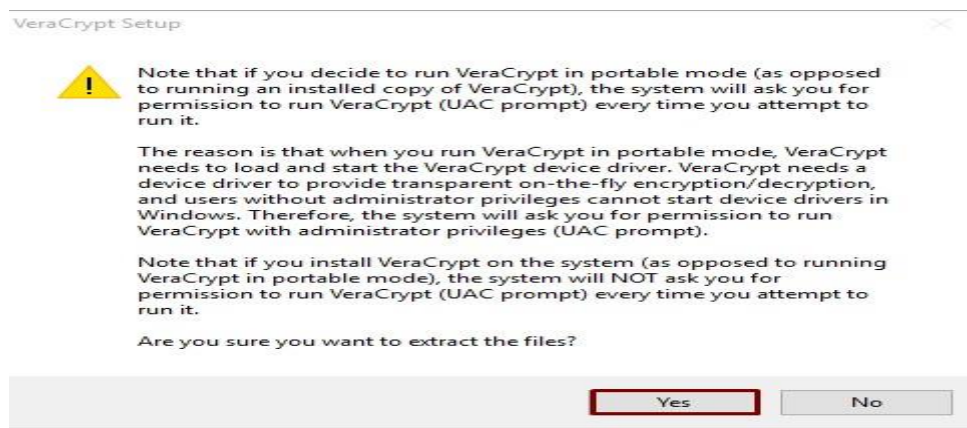 VeraCrypt Setup
Note that if you decide to run VeraCrypt in portable mode (as opposed
to running an installed copy of VeraCrypt), the system will ask you for
permission to run VeraCrypt (UAC prompt) every time you attempt to
run it.
The reason is that when you run VeraCrypt in portable mode, VeraCrypt
needs to load and start the VeraCrypt device driver. VeraCrypt needs a
device driver to provide transparent on-the-fly encryption/decryption,
and users without administrator privileges cannot start device drivers in
Windows. Therefore, the system will ask you for permission to run
VeraCrypt with administrator privileges (UAC prompt).
Note that if you install VeraCrypt on the system (as opposed to running
VeraCrypt in portable mode), the system will NOT ask you for
permission to run VeraCrypt (UAC prompt) every time you attempt to
run it.
Are you sure you want to extract the files?
Yes No